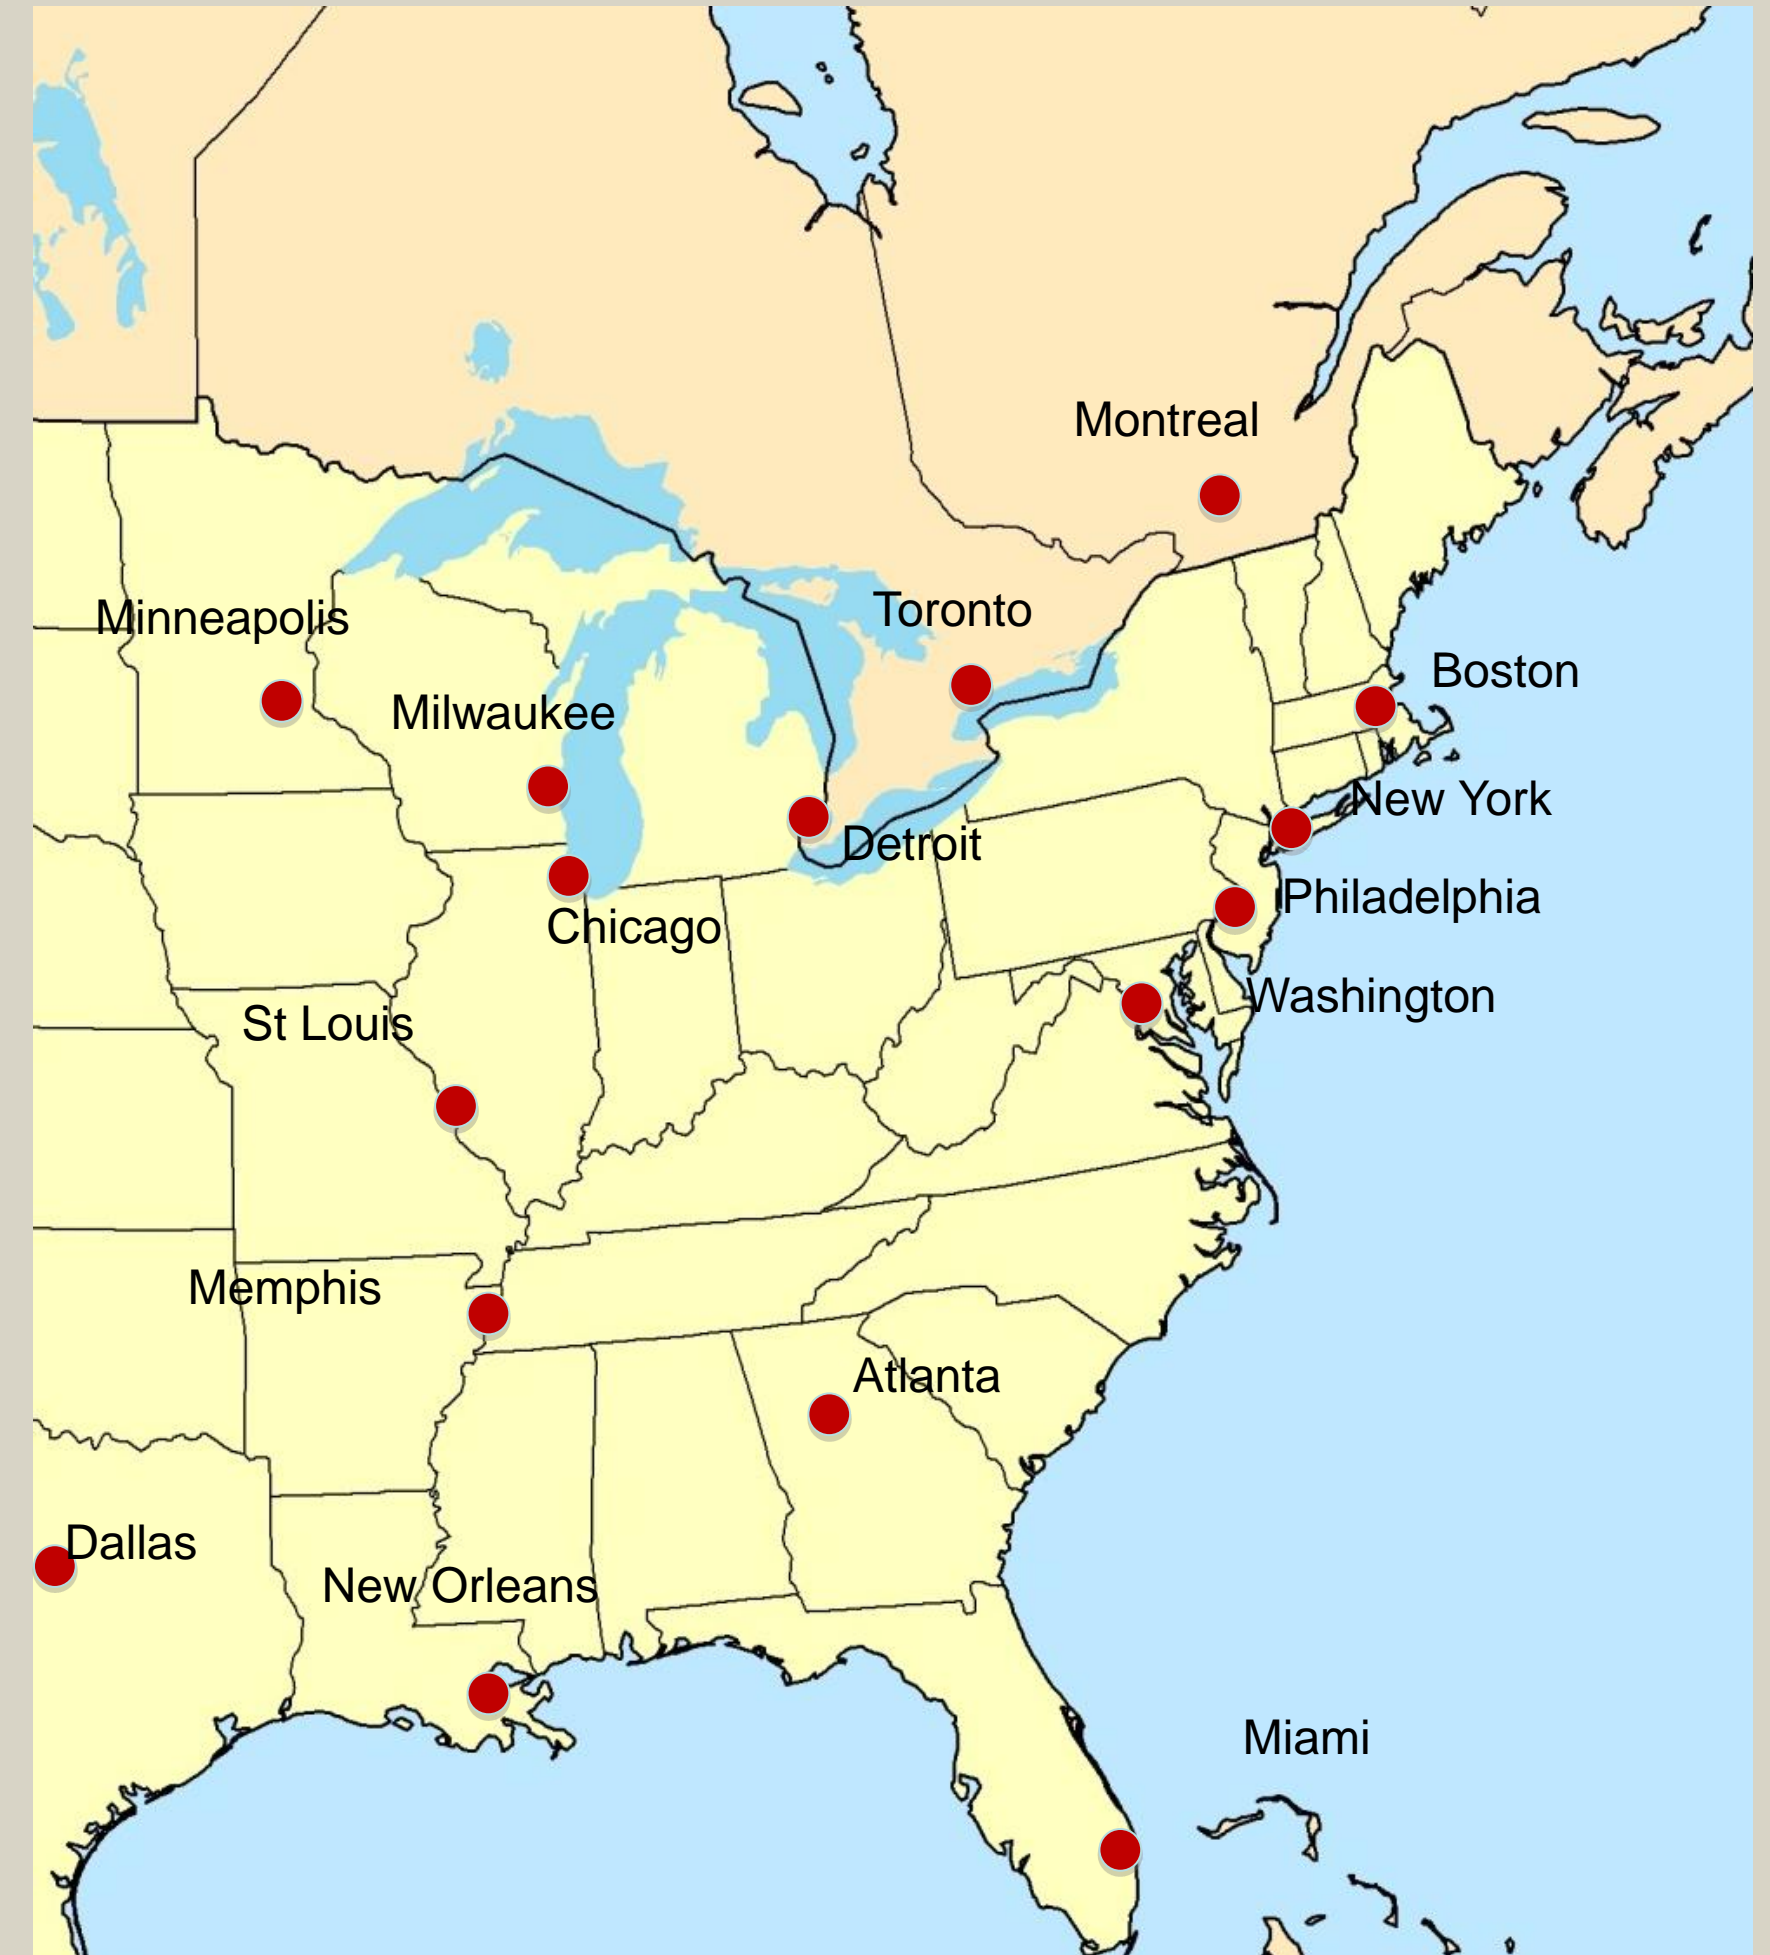 Montreal
Toronto
Minneapolis
Boston
Milwaukee
New York
Detroit
Philadelphia
Chicago
Washington
St Louis
Memphis
Atlanta
Dallas
New Orleans
Miami